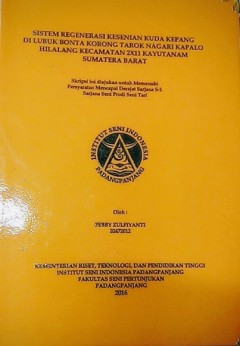 SISTEM REGENERASI KESENIAN KUDA KEPANG
DI LUBUK BONTA KORONG TAROK NAGARI KAPALO
HILALANG KECAMATAN 2X11 KAYUTANAM
SUMATERA BARAT
Skripsi ini diajukan untuk Memenuhi
Persyaratan Mencapai Derajat Sarjana S-1
Sarjana Seni Prodi Seni Tari
INSTITUT SENI INDONESIA
PADANGPANJANG
Oleh :
ZULFIYANTI
KEMENTERIAN RISET, TEKNOLOGI, DAN PENDIDIKAN TINGGI
INSTITUT SENI INDONESIA PADANGPANJANG
FAKULTAS SENI PERTUNJUKAN
PADANGPANJANG
2016